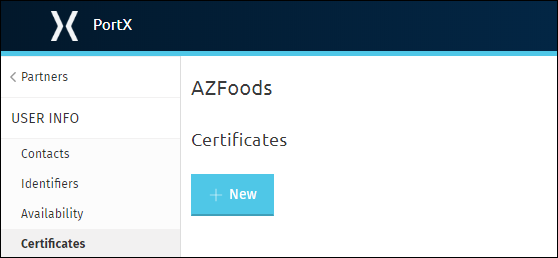 PortX
Partners
USER INFO
Contacts
Identifiers
Availability
Certificates
AZFoods
Certificates
New